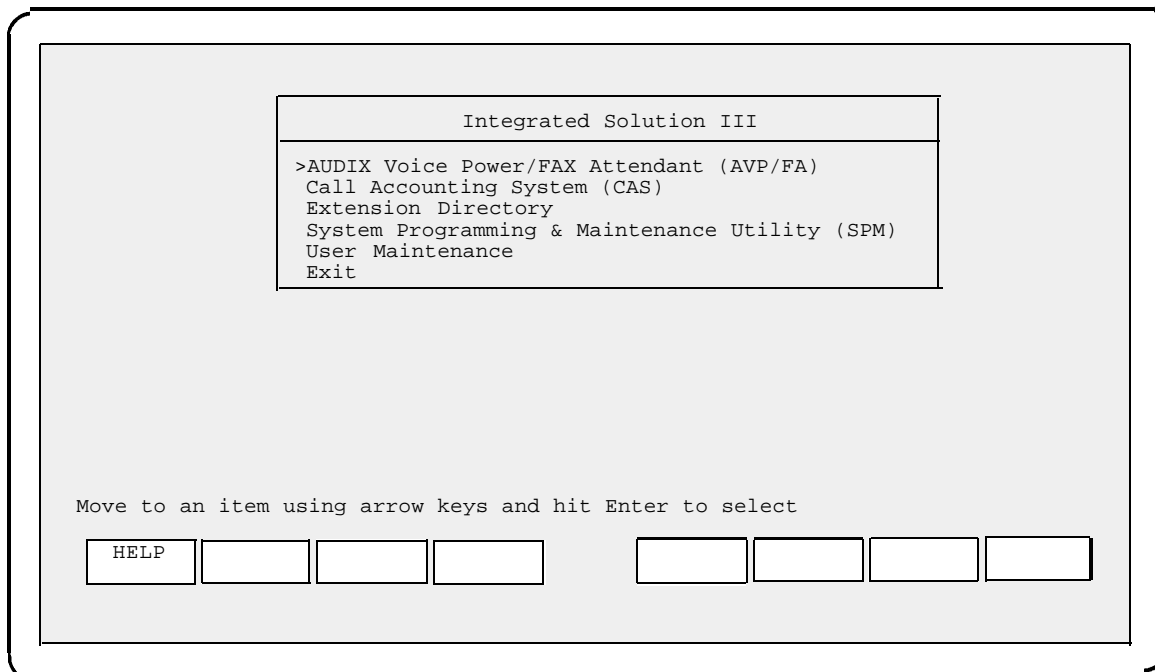 Integrated Solution III
>AUDIX Voice Power/FAX Attendant (AVP/FA)
Call Accounting System (CAS)
Extension Directory
System Programming & Maintenance Utility (SPM)
User Maintenance
Exit
Move to an item using arrow keys and hit Enter to select
HELP